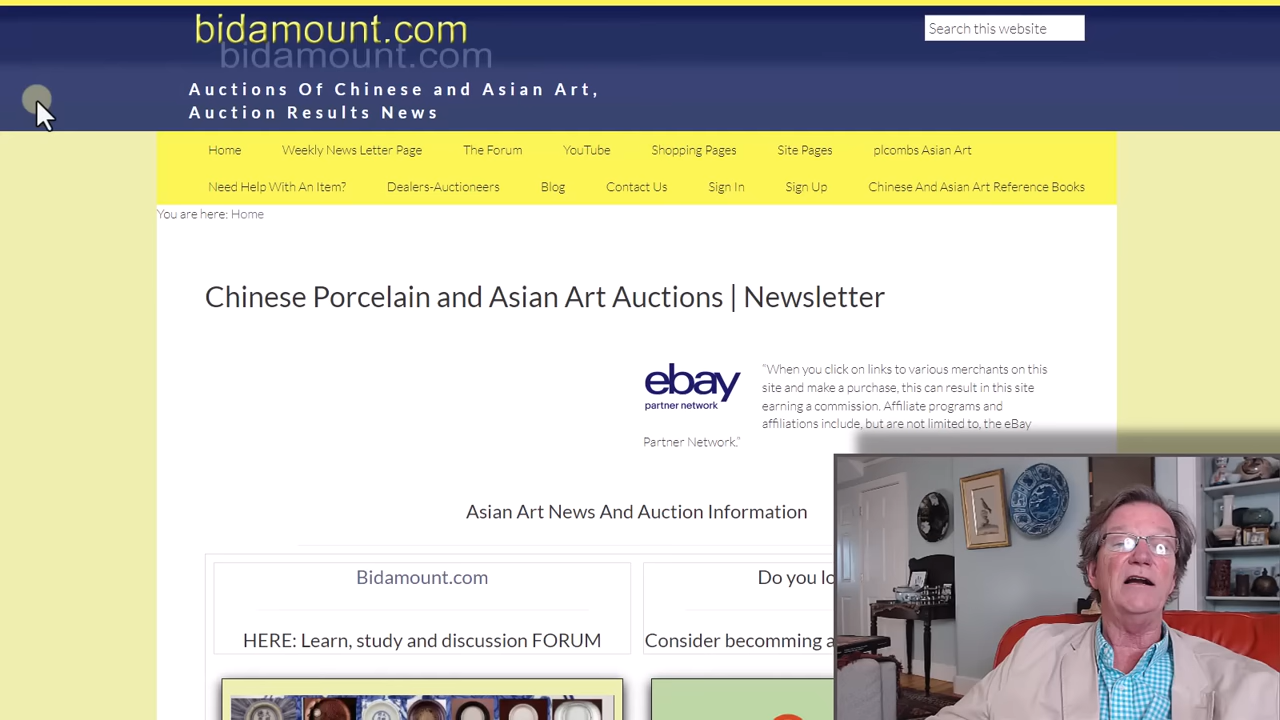 bidamount.com
bidamount.com
Search this website
Auctions Of Chinese and Asian Art,
Auction Results News
Home Weekly News Letter Page The Forum YouTube Shopping Pages Site Pages plcombs Asian Art
Need Help With An Item? Dealers-Auctioneers Blog Contact Us Sign In Sign Up Chinese And Asian Art Reference Books
You are here: Home
Chinese Porcelain and Asian Art Auctions | Newsletter
ebay
partner network
"When you click on links to various merchants on this
site and make a purchase, this can result in this site
earning a commission. Affiliate programs and
affiliations include, but are not limited to, the eBay
Partner Network."
Asian Art News And Auction Information
Bidamount.com
HERE: Learn, study and discussion FORUM
Do you lo
Consider becomming a